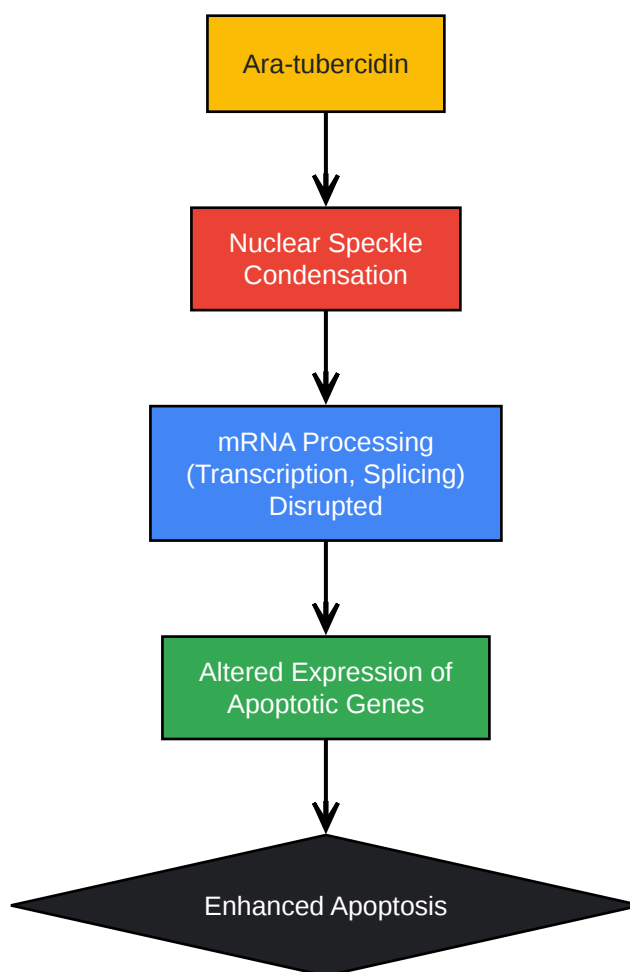 Ara-tubercidin
Nuclear Speckle
Condensation
mRNA Processing
(Transcription, Splicing)
Disrupted
Altered Expression of
Apoptotic Genes
Enhanced Apoptosis